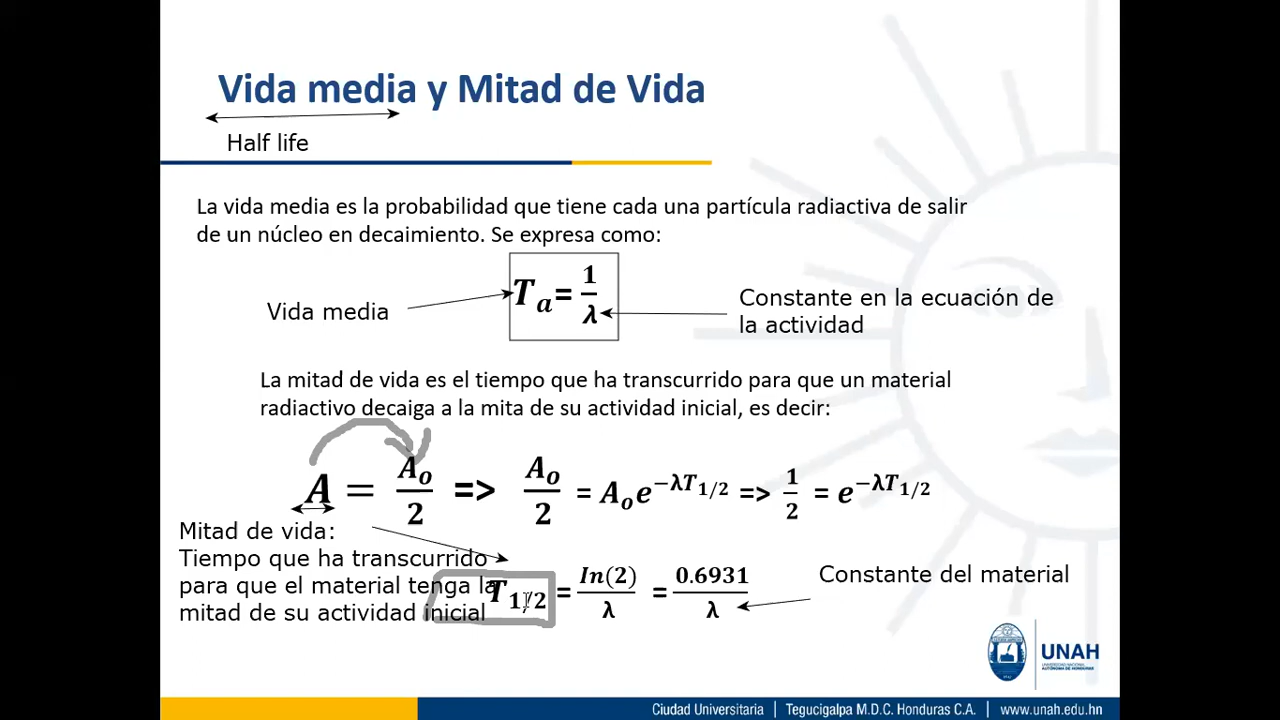 Vida media y Mitad de Vida
Half life
La vida media es la probabilidad que tiene cada una partícula radiactiva de salir
de un núcleo en decaimiento. Se expresa como:
Vida media
Tₐ= 1/λ
Constante en la ecuación de
la actividad
La mitad de vida es el tiempo que ha transcurrido para que un material
radiactivo decaiga a la mita de su actividad inicial, es decir:
A = Aₒ/2 => Aₒ/2 = Aₒe^(−λT₁/₂) => 1/2 = e^(−λT₁/₂)
Mitad de vida:
Tiempo que ha transcurrido
para que el material tenga la
mitad de su actividad inicial
T₁/₂ = In(2)/λ = 0.6931/λ
Constante del material
UNAH
Ciudad Universitaria | Tegucigalpa M.D.C. Honduras C.A. | www.unah.edu.hn